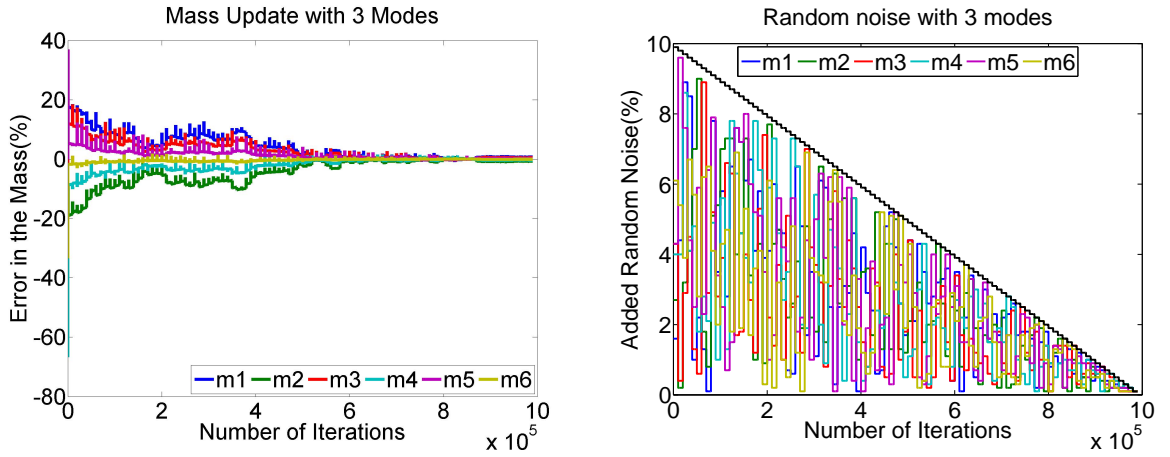 Mass Update with 3 Modes
40
20
0
-20
-40
-60
-80
Error in the Mass(%)
m1 m2 m3 m4 m5 m6
0 2 4 6 8 10
Number of Iterations
x 10^5
Random noise with 3 modes
10
8
6
4
2
0
Added Random Noise(%)
m1 m2 m3 m4 m5 m6
0 2 4 6 8 10
Number of Iterations
x 10^5